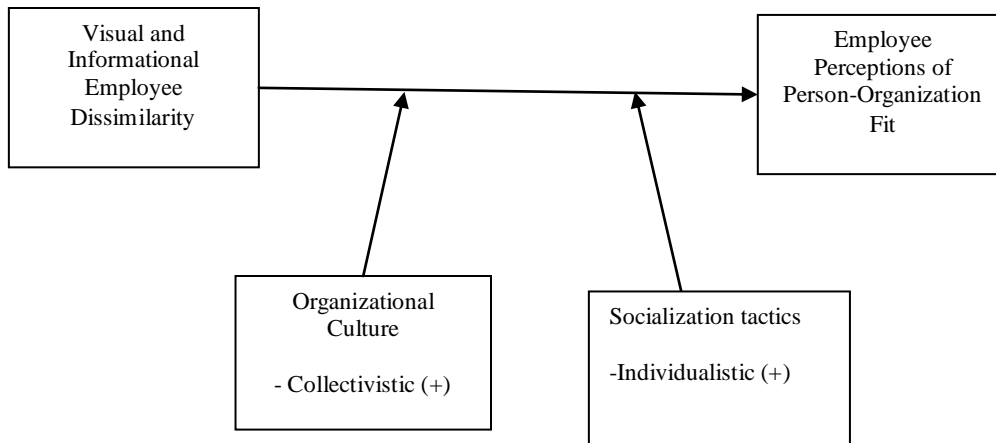 Visual and
Informational
Employee
Dissimilarity
Employee
Perceptions of
Person-Organization
Fit
Organizational
Culture
- Collectivistic (+)
Socialization tactics
-Individualistic (+)